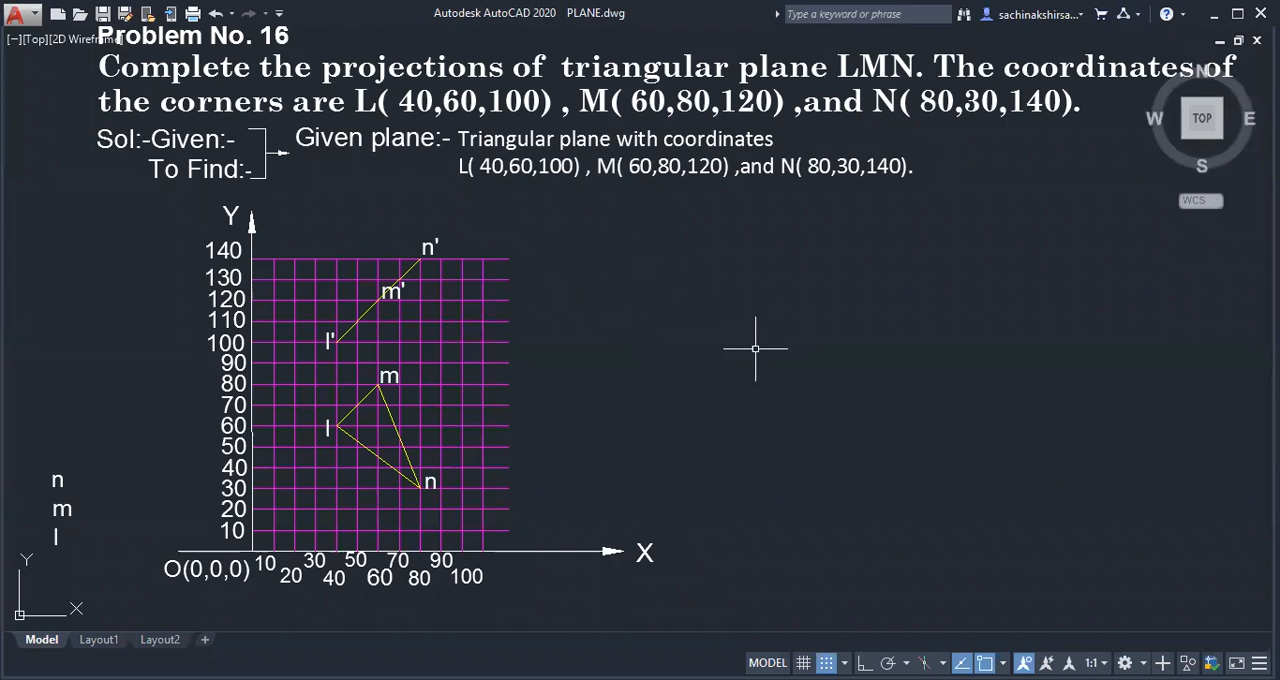 Autodesk AutoCAD 2020 PLANE.dwg
Type a keyword or phrase
sachinakshirsa...
[−][Top][2D Wireframe]
Problem No. 16
Complete the projections of triangular plane LMN. The coordinates of
the corners are L( 40,60,100) , M( 60,80,120) ,and N( 80,30,140).
Sol:-Given:-
To Find:-
Given plane:- Triangular plane with coordinates
L( 40,60,100) , M( 60,80,120) ,and N( 80,30,140).
N
W TOP E
S
WCS
Y
140
130
120
110
100
90
80
70
60
50
40
30
20
10
n'
m'
l'
m
l
n
n
m
l
O(0,0,0)
10 30 50 70 90
20 40 60 80 100
X
Y
X
Model Layout1 Layout2 +
MODEL 1:1